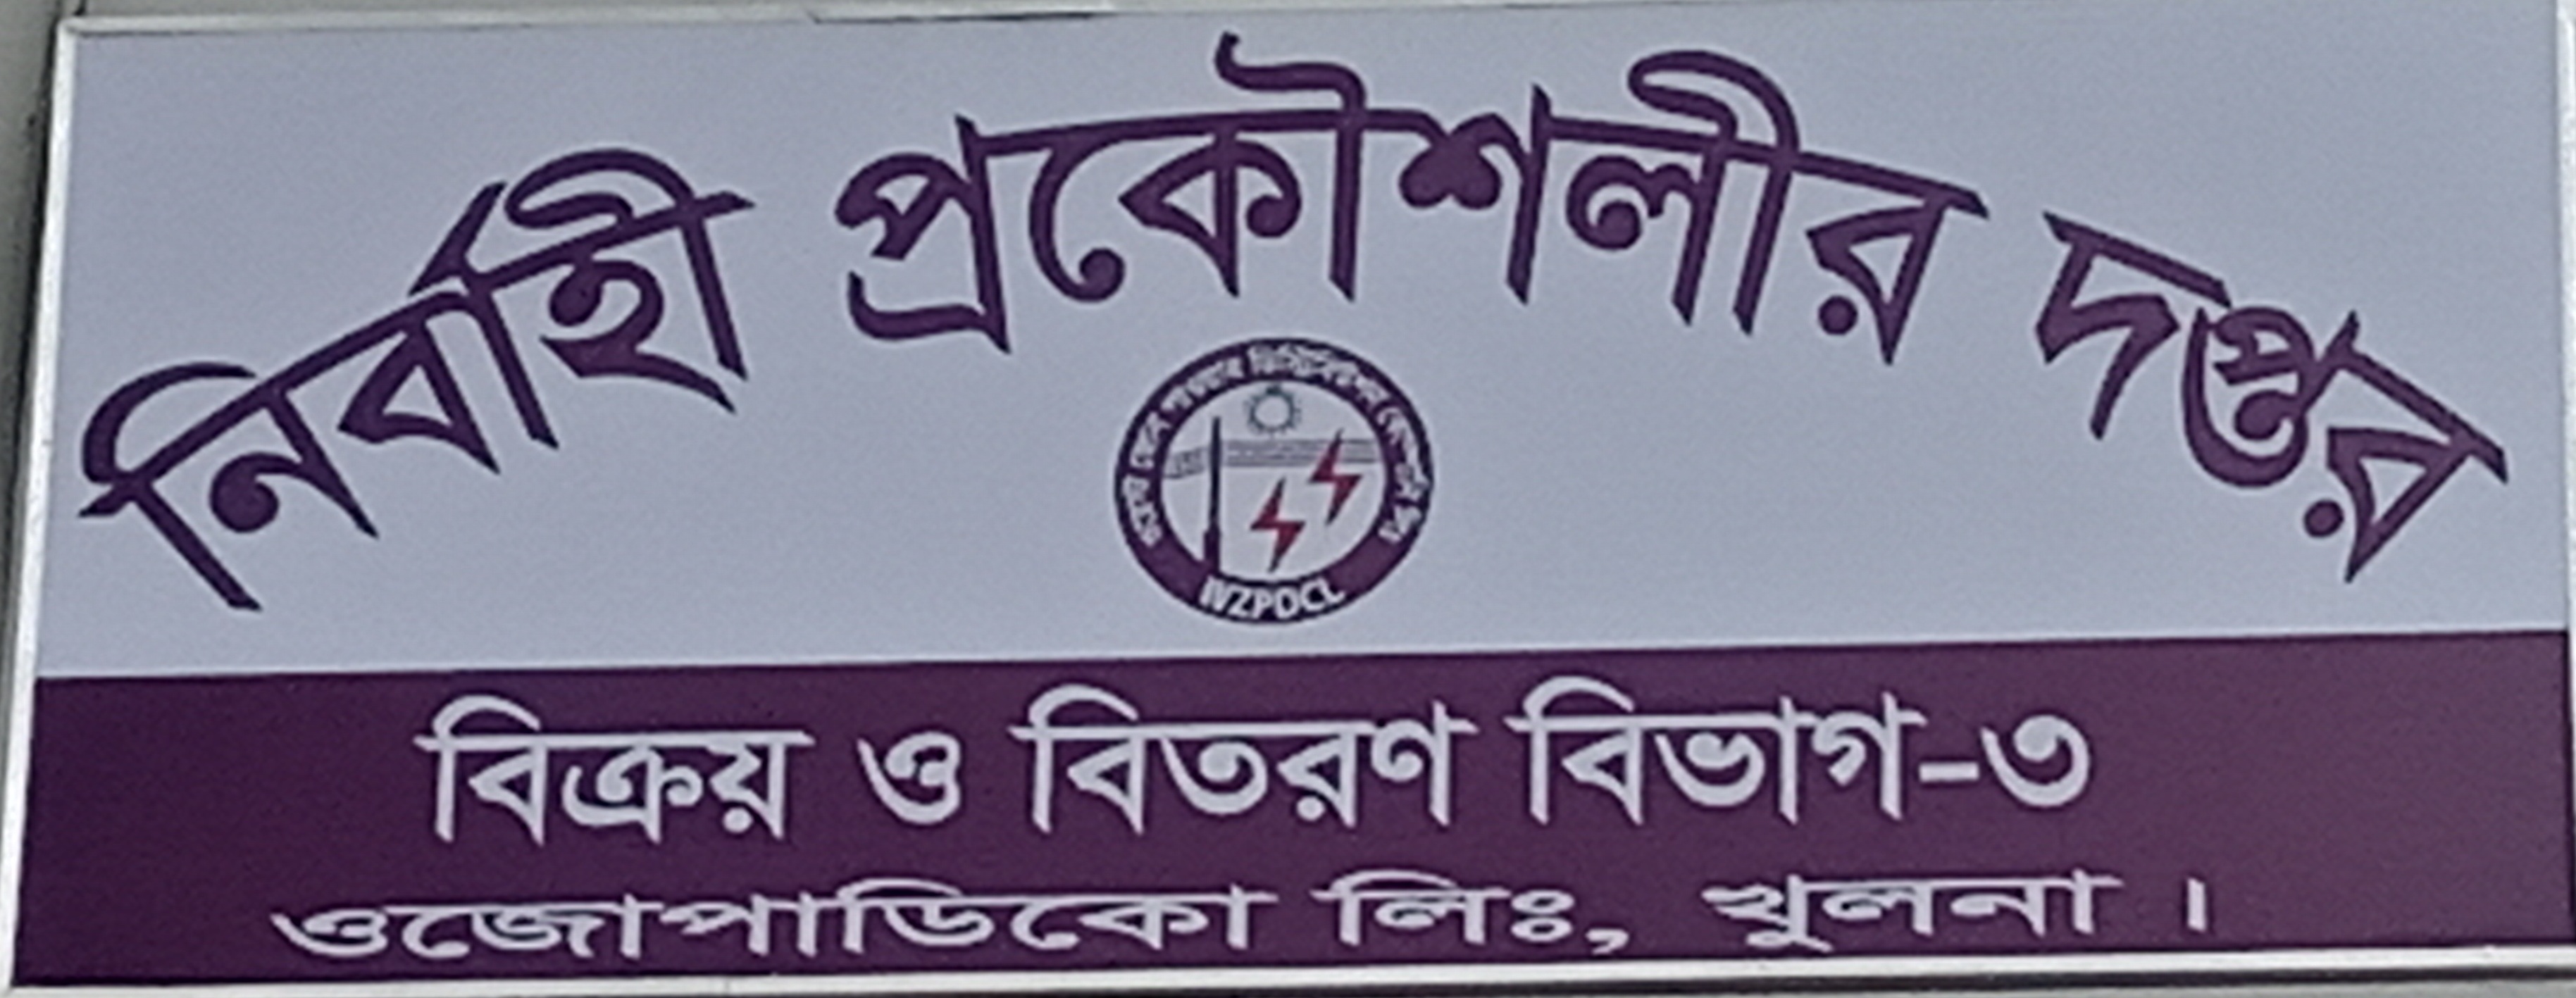 নির্বাহী প্রকৌশলীর দপ্তর
WZPDCL
বিক্রয় ও বিতরণ বিভাগ-৩
ওজোপাডিকো লিঃ, খুলনা ।